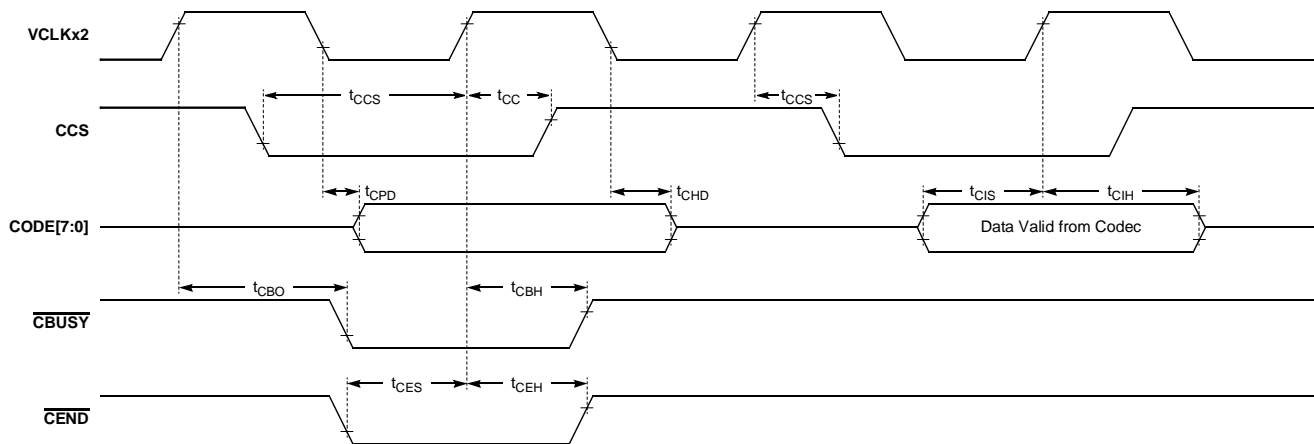 VCLKx2
tCCS
tCC
tCCS
CCS
tCPD
tCHD
tCIS
tCIH
CODE[7:0]
Data Valid from Codec
tCBO
tCBH
CBUSY
tCES
tCEH
CEND